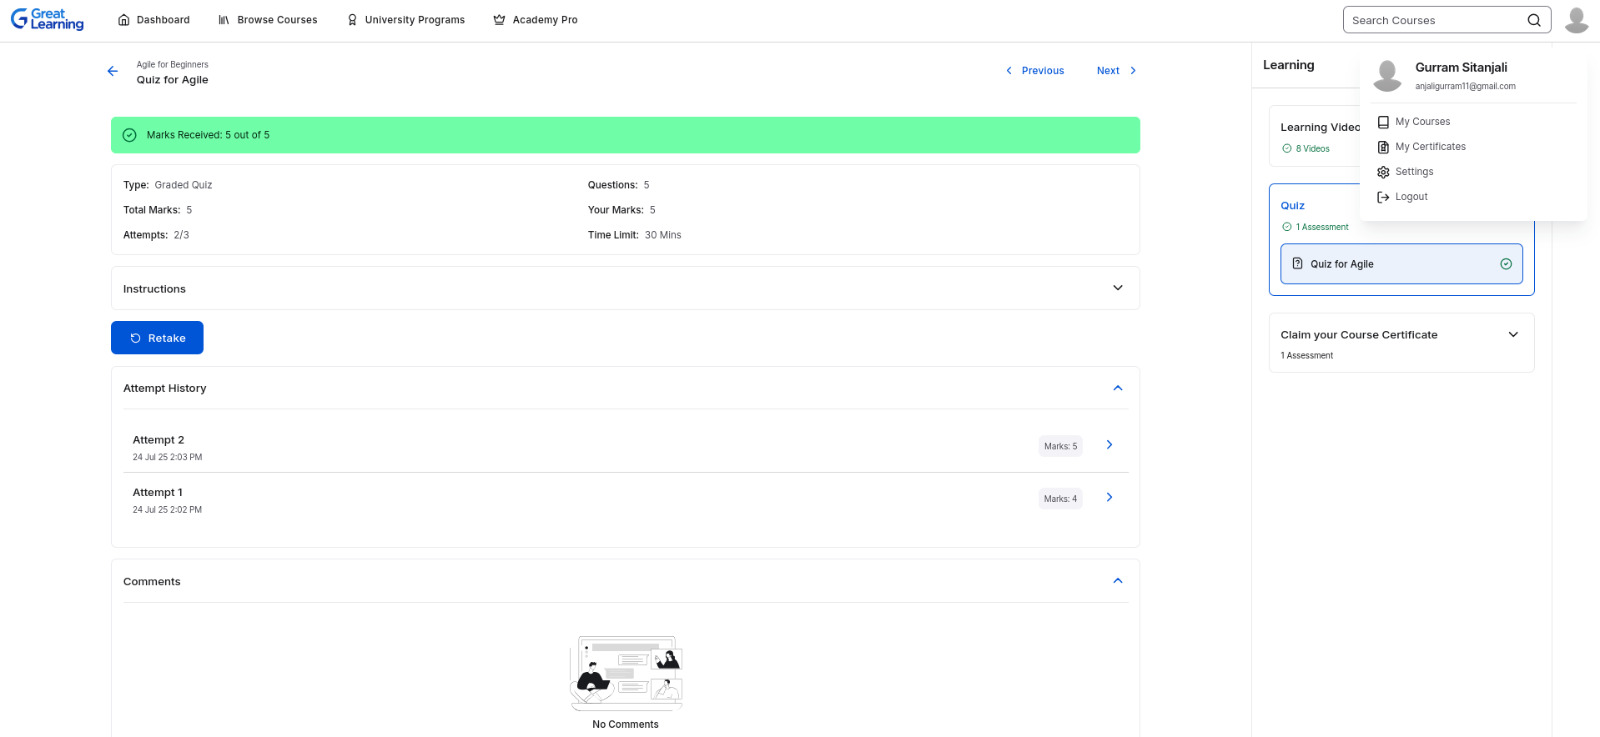 Great Learning
Dashboard
Browse Courses
University Programs
Academy Pro
Search Courses
Agile for Beginners
Quiz for Agile
Previous
Next
Marks Received: 5 out of 5
Type: Graded Quiz
Questions: 5
Total Marks: 5
Your Marks: 5
Attempts: 2/3
Time Limit: 30 Mins
Instructions
Retake
Attempt History
Attempt 2
24 Jul 25 2:03 PM
Marks: 5
Attempt 1
24 Jul 25 2:02 PM
Marks: 4
Comments
No Comments
Learning
Gurram Sitanjali
anjaligurram11@gmail.com
My Courses
My Certificates
Settings
Logout
Learning Video
8 Videos
Quiz
1 Assessment
Quiz for Agile
Claim your Course Certificate
1 Assessment